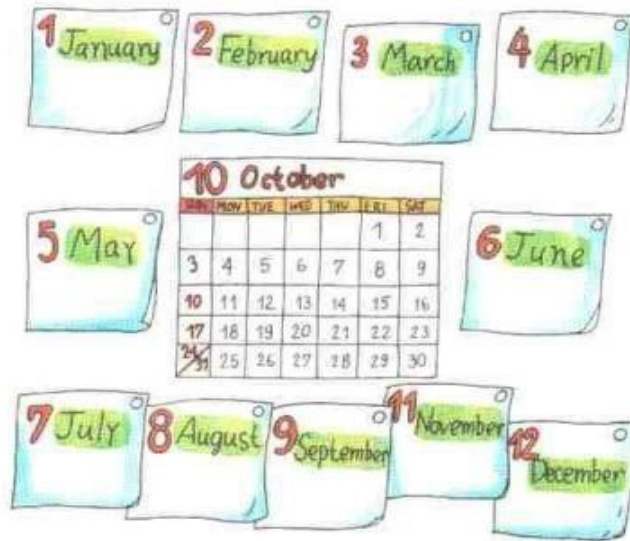 1 January
2 February
3 March
4 April
10 October
SUN MON TUE WED THU FRI SAT
1 2
3 4 5 6 7 8 9
10 11 12 13 14 15 16
17 18 19 20 21 22 23
24/31 25 26 27 28 29 30
5 May
6 June
7 July
8 August
9 September
11 November
12 December